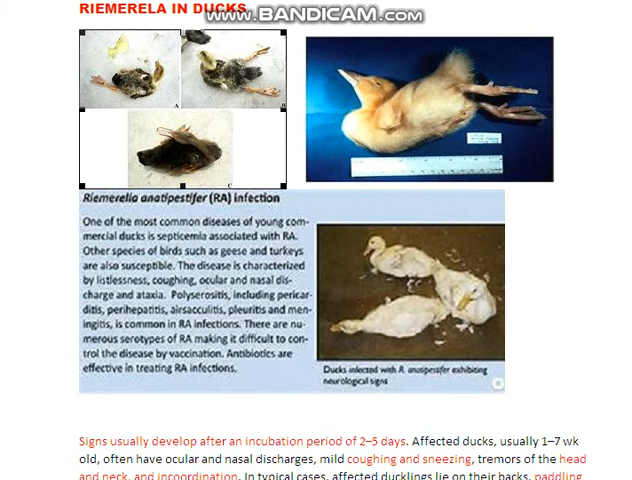 RIEMERELA IN DUCKS
WWW.BANDICAM.COM
A
B
C
Riemerella anatipestifer (RA) infection
One of the most common diseases of young com-
mercial ducks is septicemia associated with RA.
Other species of birds such as geese and turkeys
are also susceptible. The disease is characterized
by listlessness, coughing, ocular and nasal dis-
charge and ataxia. Polyserositis, including pericar-
ditis, perihepatitis, airsacculitis, pleuritis and men-
ingitis, is common in RA infections. There are nu-
merous serotypes of RA making it difficult to con-
trol the disease by vaccination. Antibiotics are
effective in treating RA infections.
Ducks infected with R. anatipestifer exhibiting
neurological signs
Signs usually develop after an incubation period of 2–5 days. Affected ducks, usually 1–7 wk
old, often have ocular and nasal discharges, mild coughing and sneezing, tremors of the head
and neck, and incoordination. In typical cases, affected ducklings lie on their backs, paddling